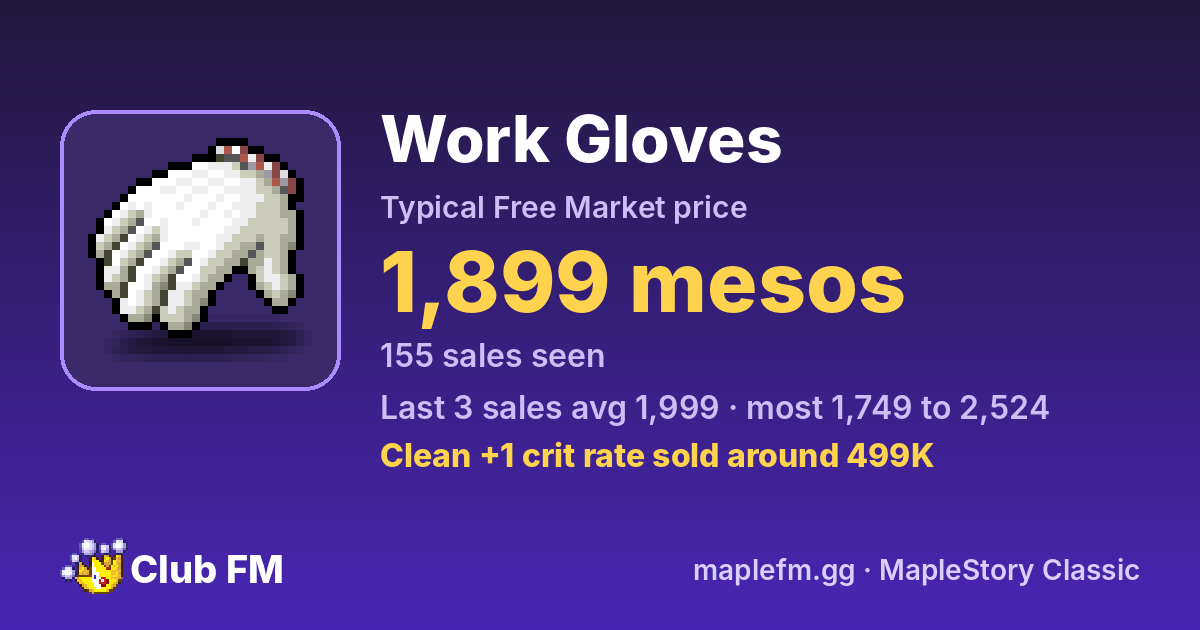 Work Gloves
Typical Free Market price
1,899 mesos
155 sales seen
Last 3 sales avg 1,999 · most 1,749 to 2,524
Clean +1 crit rate sold around 499K
Club FM
maplefm.gg · MapleStory Classic